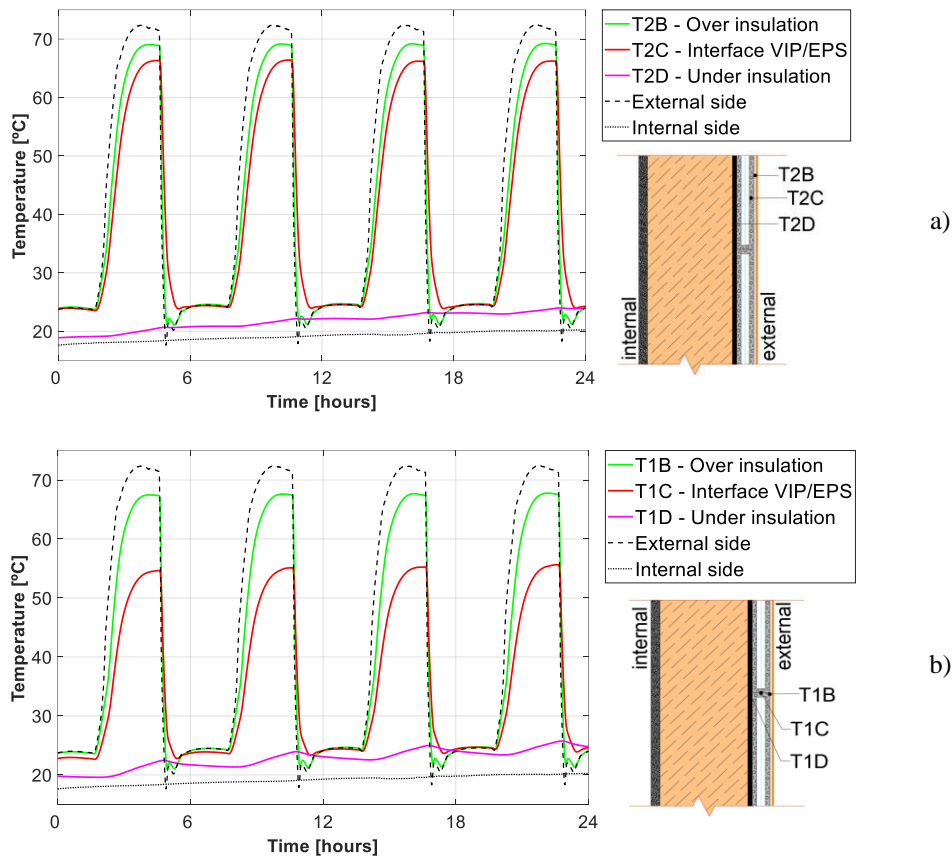 70
60
50
40
30
20
Temperature [ºC]
0
6
12
18
24
Time [hours]
T2B - Over insulation
T2C - Interface VIP/EPS
T2D - Under insulation
External side
Internal side
T2B
T2C
T2D
internal
external
a)
70
60
50
40
30
20
Temperature [ºC]
0
6
12
18
24
Time [hours]
T1B - Over insulation
T1C - Interface VIP/EPS
T1D - Under insulation
External side
Internal side
internal
external
T1B
T1C
T1D
b)